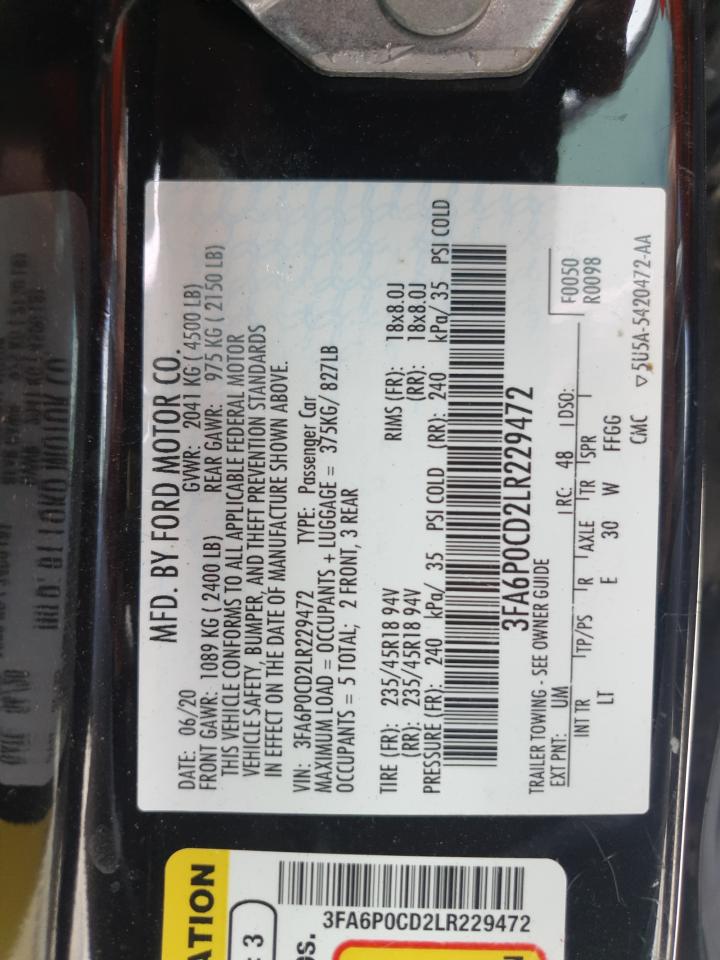 MFD. BY FORD MOTOR CO.
DATE: 06/20 GVWR: 2041 KG ( 4500 LB)
FRONT GAWR: 1089 KG ( 2400 LB) REAR GAWR: 975 KG ( 2150 LB)
THIS VEHICLE CONFORMS TO ALL APPLICABLE FEDERAL MOTOR
VEHICLE SAFETY, BUMPER, AND THEFT PREVENTION STANDARDS
IN EFFECT ON THE DATE OF MANUFACTURE SHOWN ABOVE.
VIN: 3FA6P0CD2LR229472 TYPE: Passenger Car
MAXIMUM LOAD = OCCUPANTS + LUGGAGE = 375KG/ 827LB
OCCUPANTS = 5 TOTAL; 2 FRONT, 3 REAR
TIRE (FR): 235/45R18 94V RIMS (FR): 18x8.0J
(RR): 235/45R18 94V (RR): 18x8.0J
PRESSURE (FR): 240 kPa/ 35 PSI COLD (RR): 240 kPa/ 35 PSI COLD
3FA6P0CD2LR229472
TRAILER TOWING - SEE OWNER GUIDE
EXT PNT: UM RC: 48 DSO: F0050
R0098
INT TR TP/PS R AXLE TR SPR
LT E 30 W FFGG
CMC ▽5U5A-5420472-AA
ATION
: 3
3FA6P0CD2LR229472
gs.